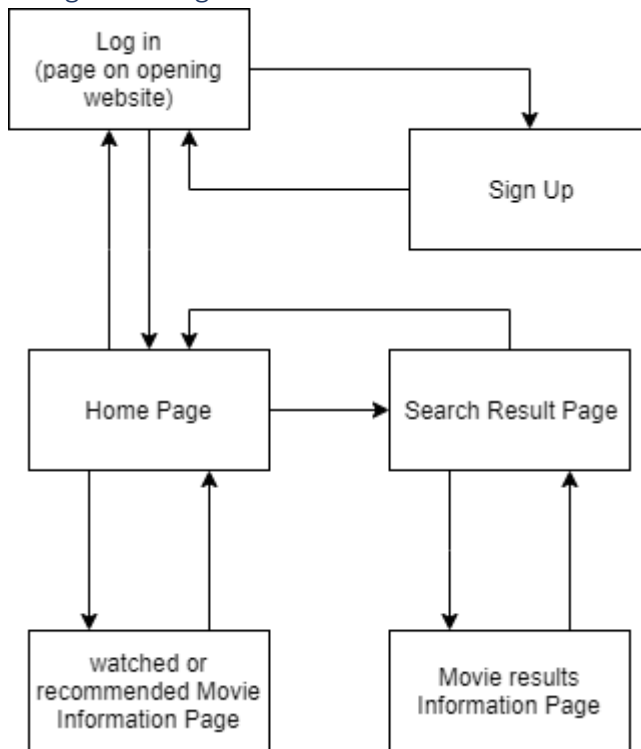 Log in
(page on opening
website)
Sign Up
Home Page
Search Result Page
watched or
recommended Movie
Information Page
Movie results
Information Page